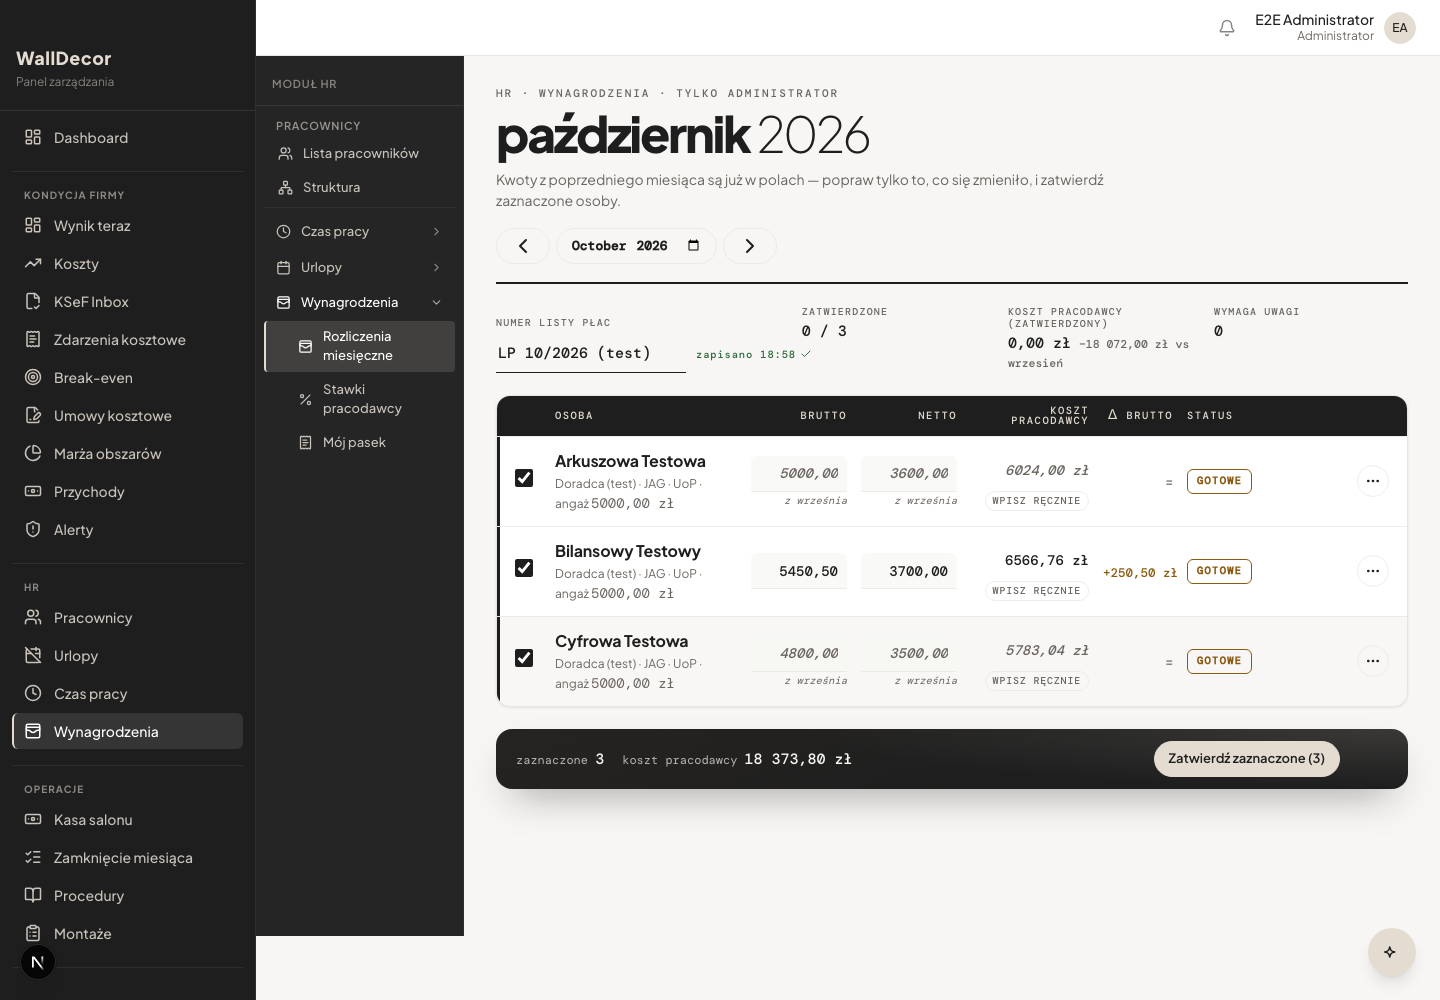 WallDecor
Panel zarządzania
Dashboard
KONDYCJA FIRMY
Wynik teraz
Koszty
KSeF Inbox
Zdarzenia kosztowe
Break-even
Umowy kosztowe
Marża obszarów
Przychody
Alerty
HR
Pracownicy
Urlopy
Czas pracy
Wynagrodzenia
OPERACJE
Kasa salonu
Zamknięcie miesiąca
Procedury
Montaże
N
MODUŁ HR
PRACOWNICY
Lista pracowników
Struktura
Czas pracy
Urlopy
Wynagrodzenia
Rozliczenia
miesięczne
Stawki
pracodawcy
Mój pasek
E2E Administrator
Administrator
EA
HR · WYNAGRODZENIA · TYLKO ADMINISTRATOR
październik 2026
Kwoty z poprzedniego miesiąca są już w polach — popraw tylko to, co się zmieniło, i zatwierdź
zaznaczone osoby.
October 2026
NUMER LISTY PŁAC
LP 10/2026 (test)
zapisano 18:58 ✓
ZATWIERDZONE
0 / 3
KOSZT PRACODAWCY
(ZATWIERDZONY)
0,00 zł −18 072,00 zł vs
wrzesień
WYMAGA UWAGI
0
OSOBA BRUTTO NETTO KOSZT PRACODAWCY Δ BRUTTO STATUS
Arkuszowa Testowa
Doradca (test) · JAG · UoP ·
angaż 5000,00 zł
5000,00
z września
3600,00
z września
6024,00 zł
WPISZ RĘCZNIE
=
GOTOWE
Bilansowy Testowy
Doradca (test) · JAG · UoP ·
angaż 5000,00 zł
5450,50
3700,00
6566,76 zł
WPISZ RĘCZNIE
+250,50 zł
GOTOWE
Cyfrowa Testowa
Doradca (test) · JAG · UoP ·
angaż 5000,00 zł
4800,00
z września
3500,00
z września
5783,04 zł
WPISZ RĘCZNIE
=
GOTOWE
zaznaczone 3 koszt pracodawcy 18 373,80 zł
Zatwierdź zaznaczone (3)